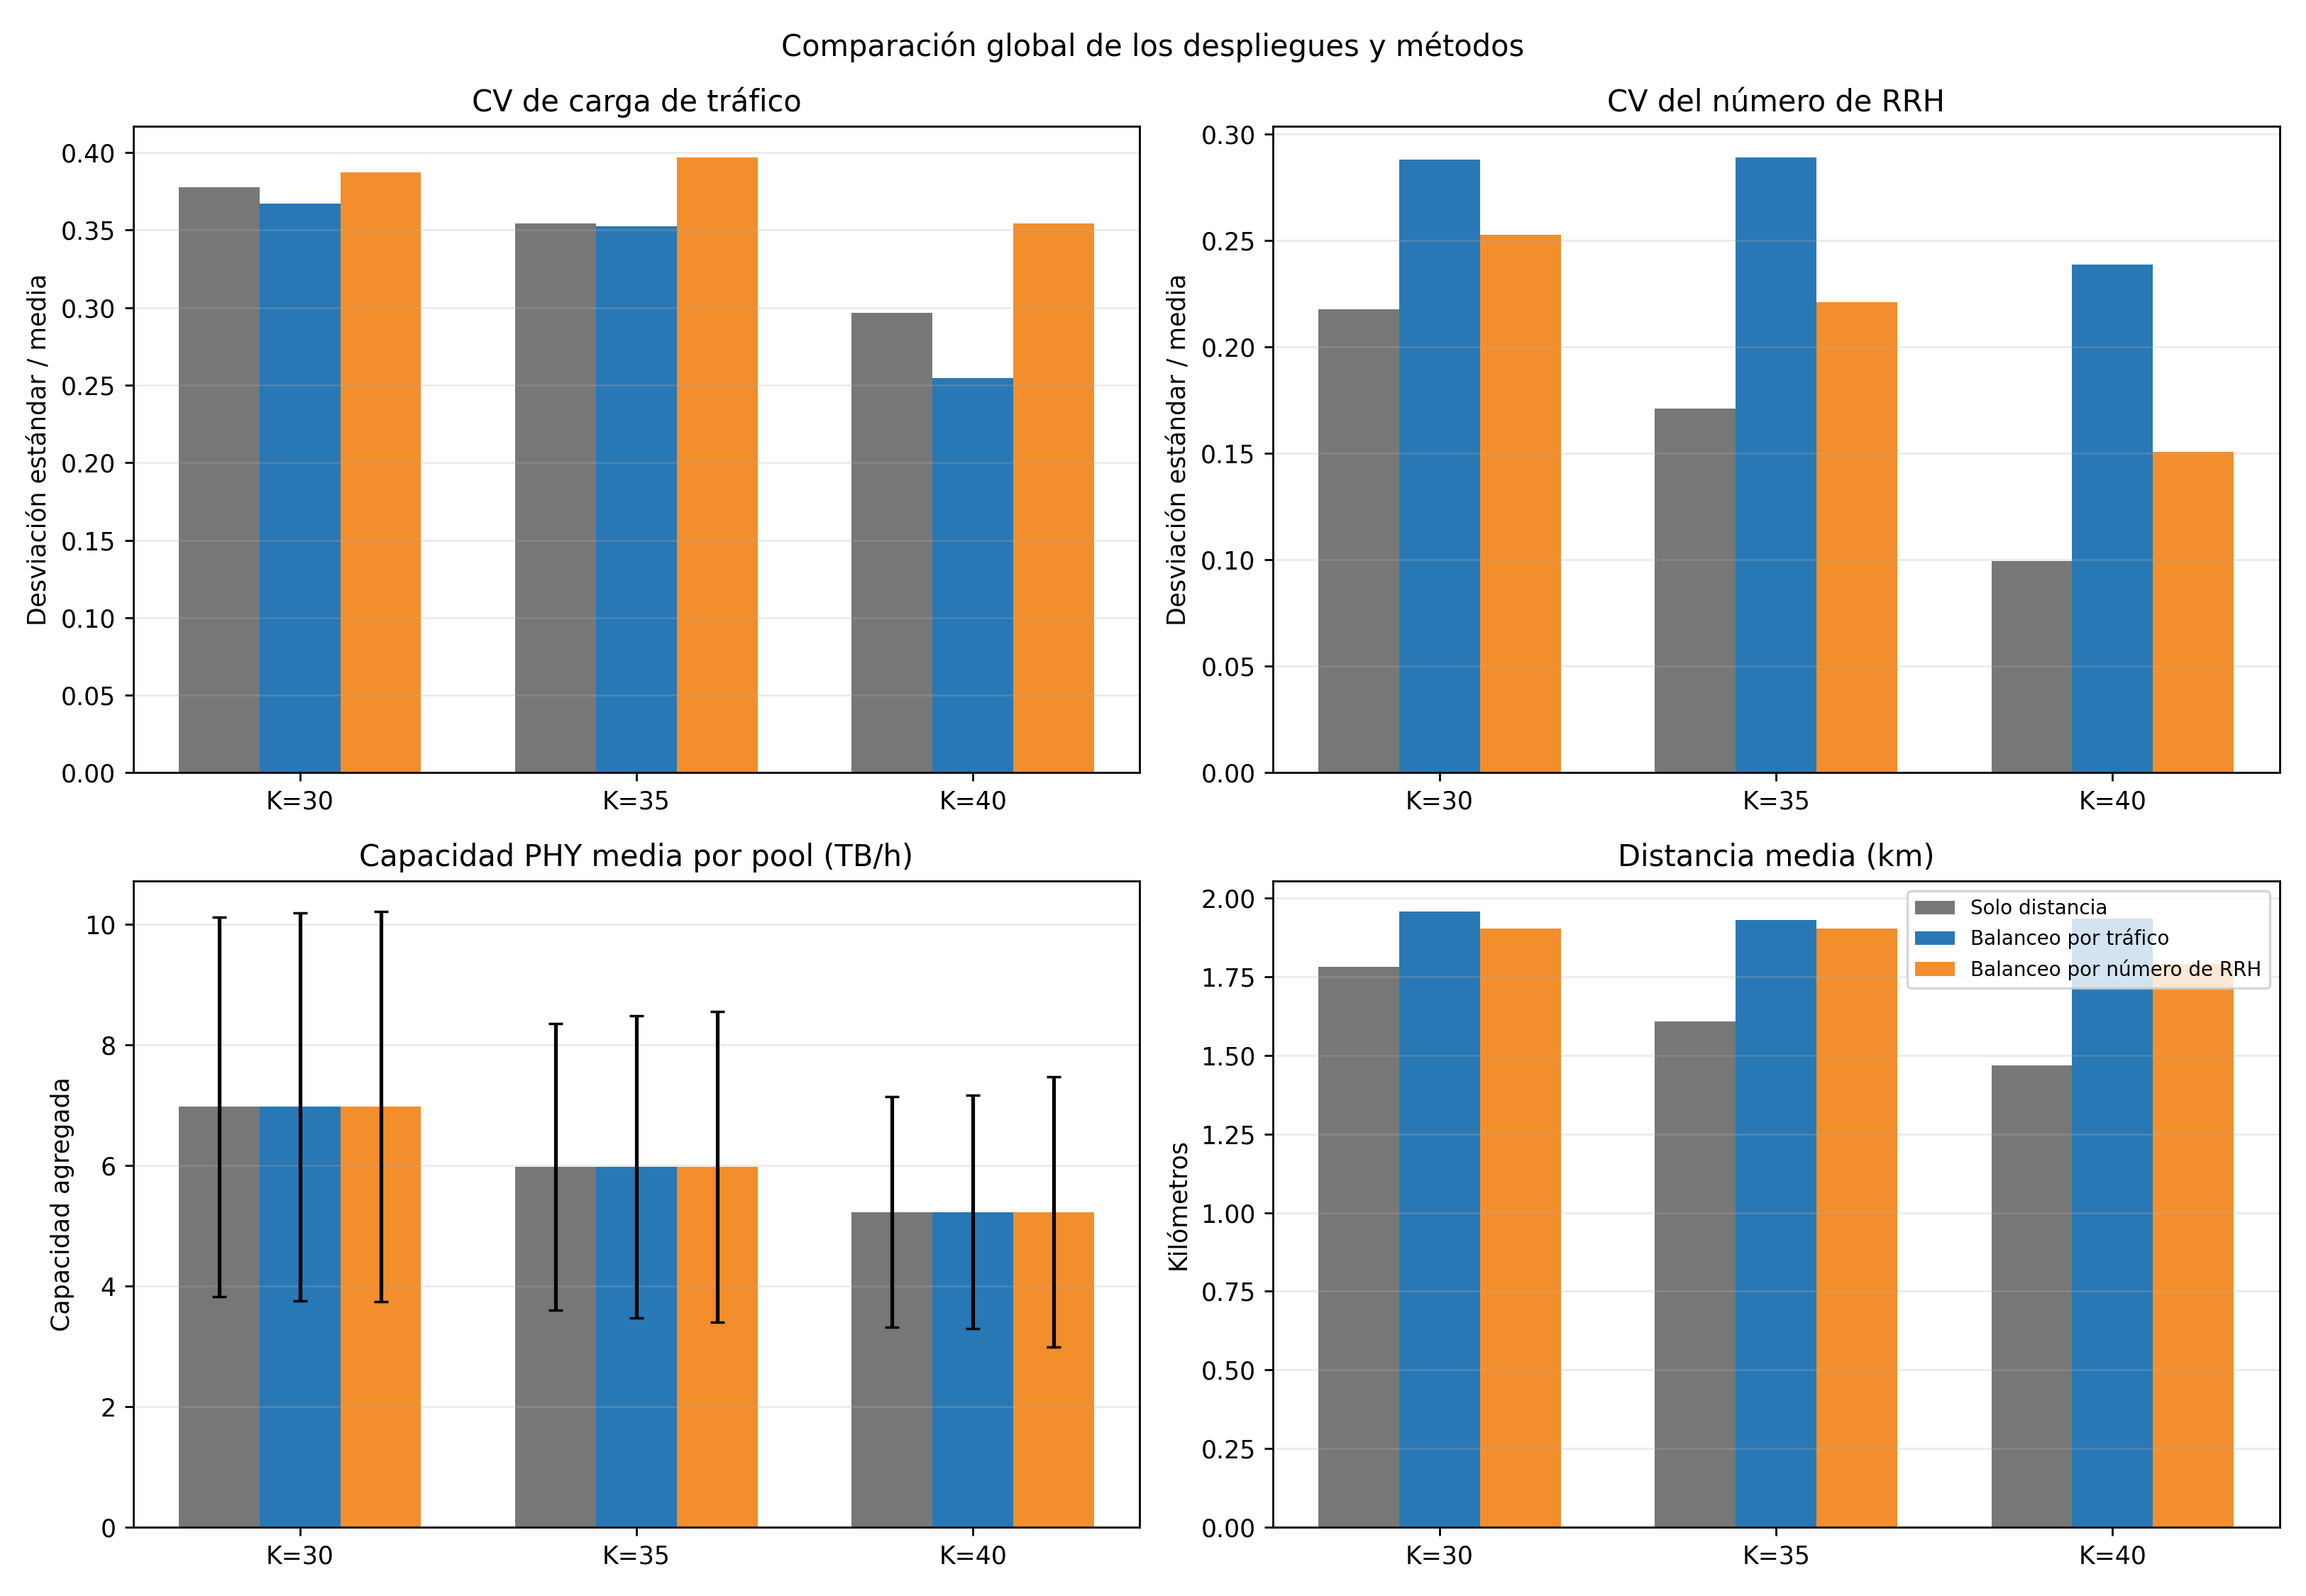 Comparación global de los despliegues y métodos
CV de carga de tráfico
Desviación estándar / media
0.40
0.35
0.30
0.25
0.20
0.15
0.10
0.05
0.00
K=30
K=35
K=40
CV del número de RRH
Desviación estándar / media
0.30
0.25
0.20
0.15
0.10
0.05
0.00
K=30
K=35
K=40
Capacidad PHY media por pool (TB/h)
Capacidad agregada
10
8
6
4
2
0
K=30
K=35
K=40
Distancia media (km)
Kilómetros
2.00
1.75
1.50
1.25
1.00
0.75
0.50
0.25
0.00
Solo distancia
Balanceo por tráfico
Balanceo por número de RRH
K=30
K=35
K=40